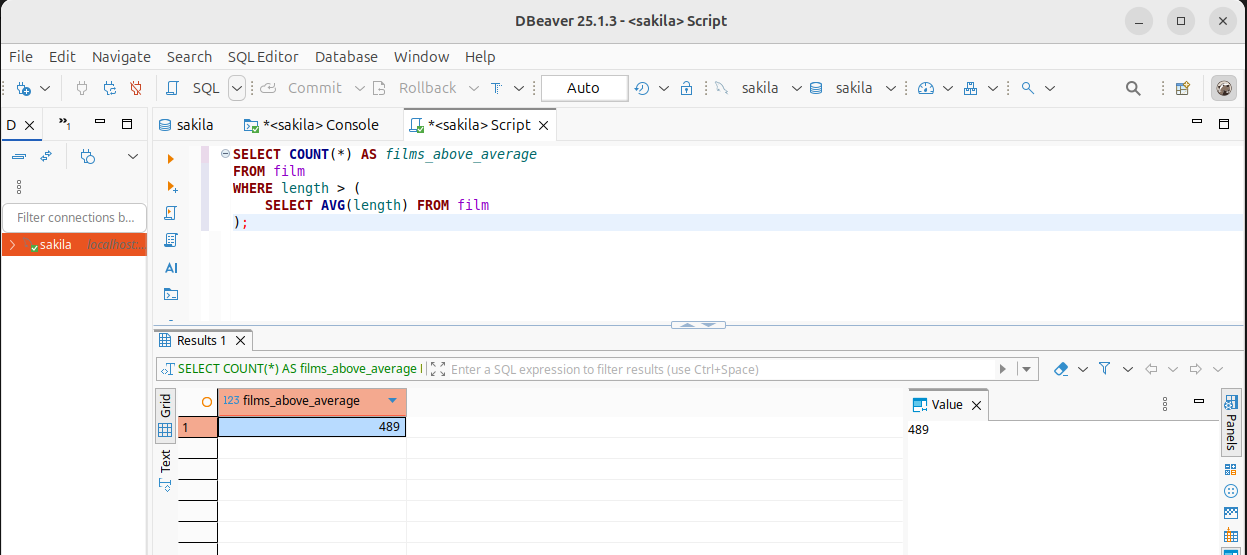 DBeaver 25.1.3 - <sakila> Script
File Edit Navigate Search SQL Editor Database Window Help
SQL Commit Rollback T Auto sakila sakila
D »1 sakila *<sakila> Console *<sakila> Script
SELECT COUNT(*) AS films_above_average
FROM film
WHERE length > (
SELECT AVG(length) FROM film
);
Filter connections b...
sakila localhost:...
AI
Results 1
SELECT COUNT(*) AS films_above_average Enter a SQL expression to filter results (use Ctrl+Space)
Grid
Text
123 films_above_average
1 489
Value
489
Panels